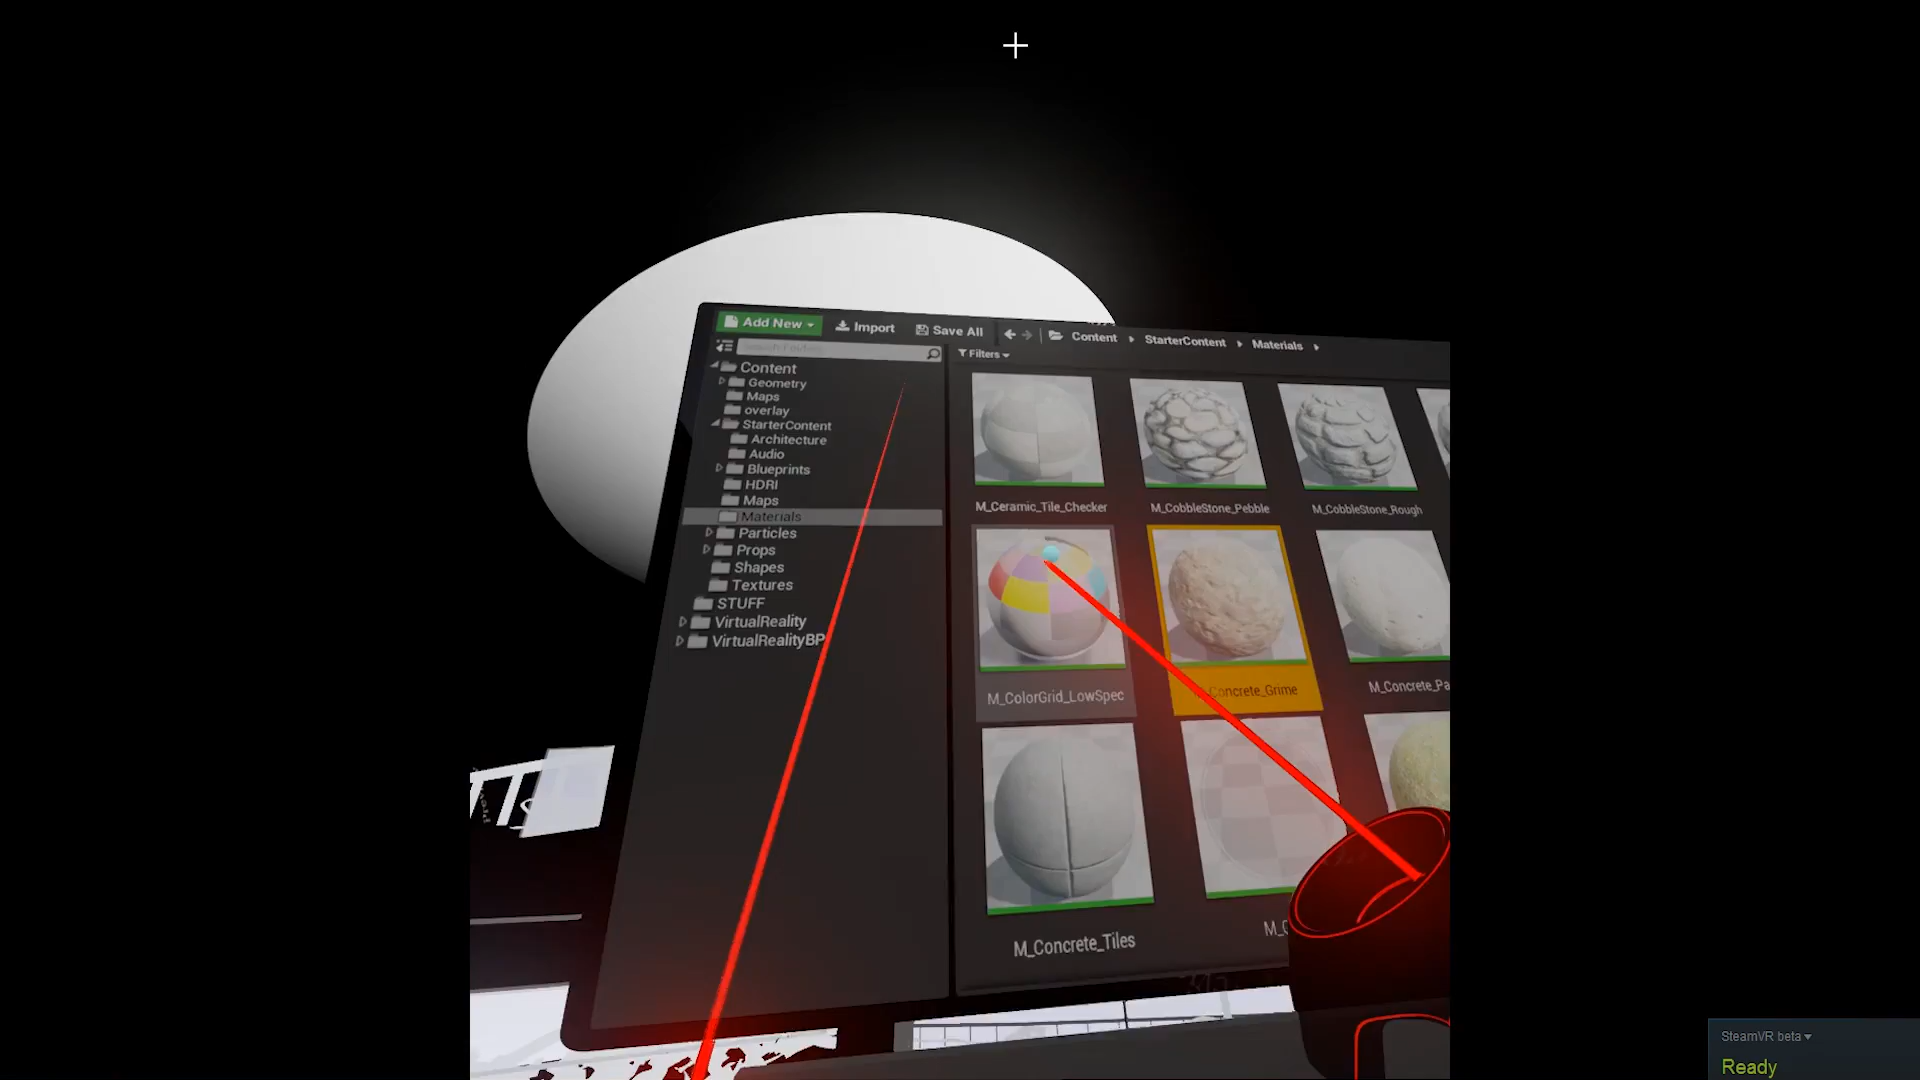 Add New
Import
Save All
Content
StarterContent
Materials
Filters
Content
Geometry
Maps
overlay
StarterContent
Architecture
Audio
Blueprints
HDRI
Maps
Materials
Particles
Props
Shapes
Textures
STUFF
VirtualReality
VirtualRealityBP
M_Ceramic_Tile_Checker
M_CobbleStone_Pebble
M_CobbleStone_Rough
M_ColorGrid_LowSpec
Concrete_Grime
M_Concrete_Pa
M_Concrete_Tiles
SteamVR beta
Ready